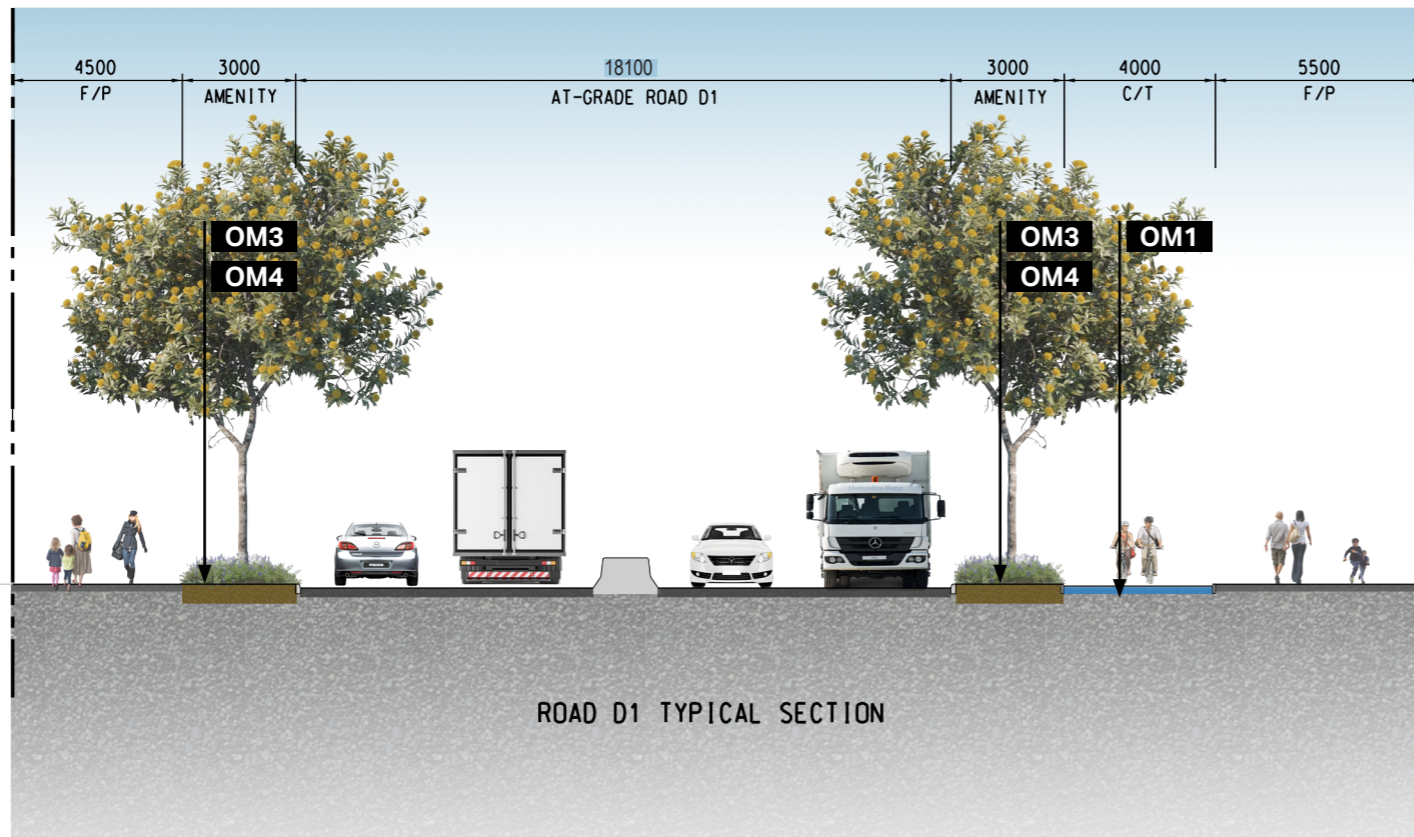 4500 3000 18100 3000 4000 5500
F/P AMENITY AT-GRADE ROAD D1 AMENITY C/T F/P
OM3 OM3 OM1
OM4 OM4
ROAD D1 TYPICAL SECTION